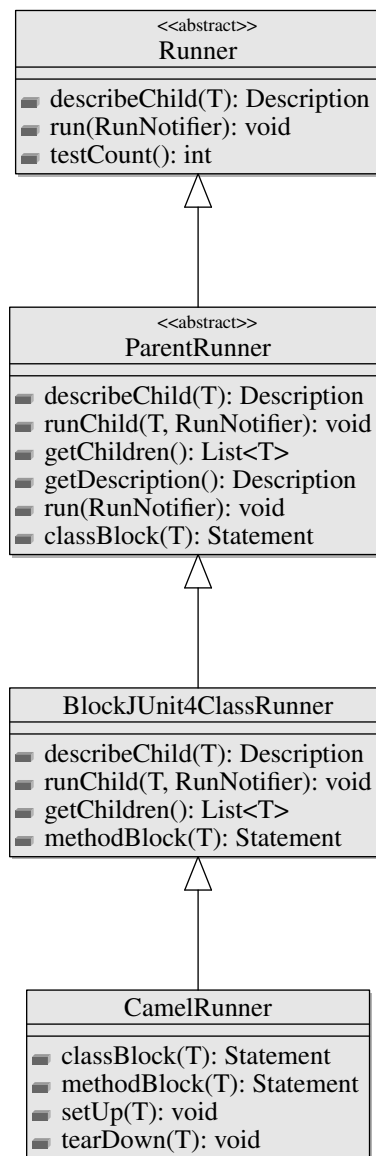 <<abstract>>
Runner
describeChild(T): Description
run(RunNotifier): void
testCount(): int
<<abstract>>
ParentRunner
describeChild(T): Description
runChild(T, RunNotifier): void
getChildren(): List<T>
getDescription(): Description
run(RunNotifier): void
classBlock(T): Statement
BlockJUnit4ClassRunner
describeChild(T): Description
runChild(T, RunNotifier): void
getChildren(): List<T>
methodBlock(T): Statement
CamelRunner
classBlock(T): Statement
methodBlock(T): Statement
setUp(T): void
tearDown(T): void